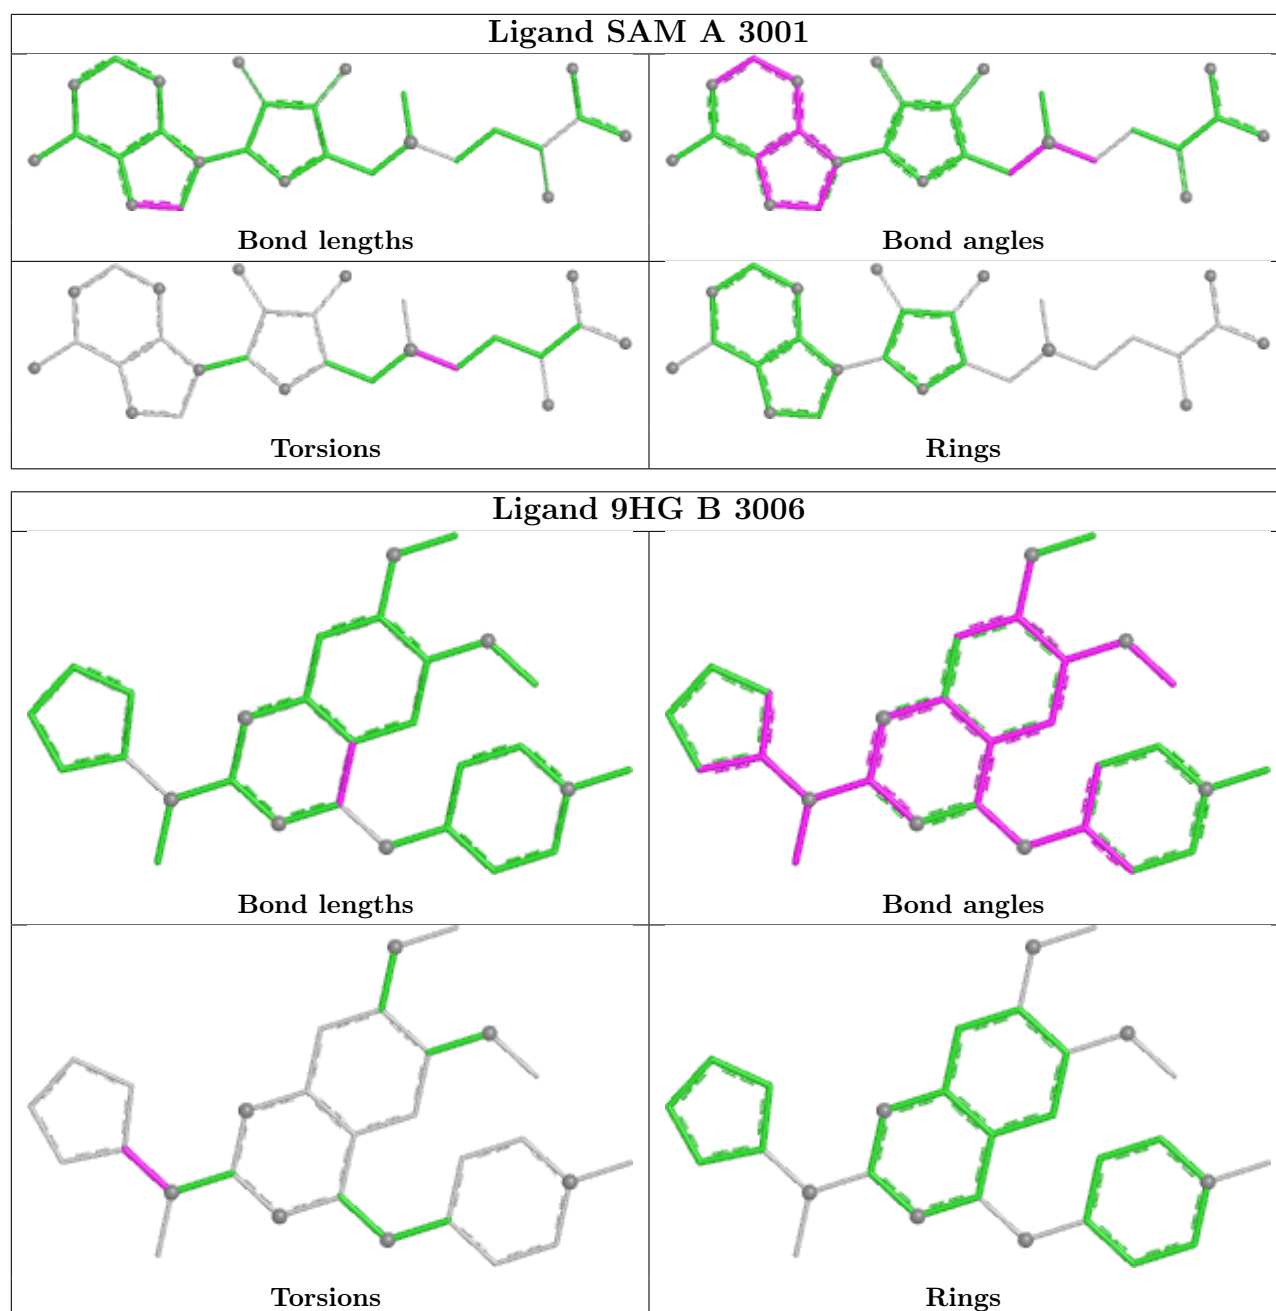 Ligand SAM A 3001
Bond lengths
Bond angles
Torsions
Rings
Ligand 9HG B 3006
Bond lengths
Bond angles
Torsions
Rings